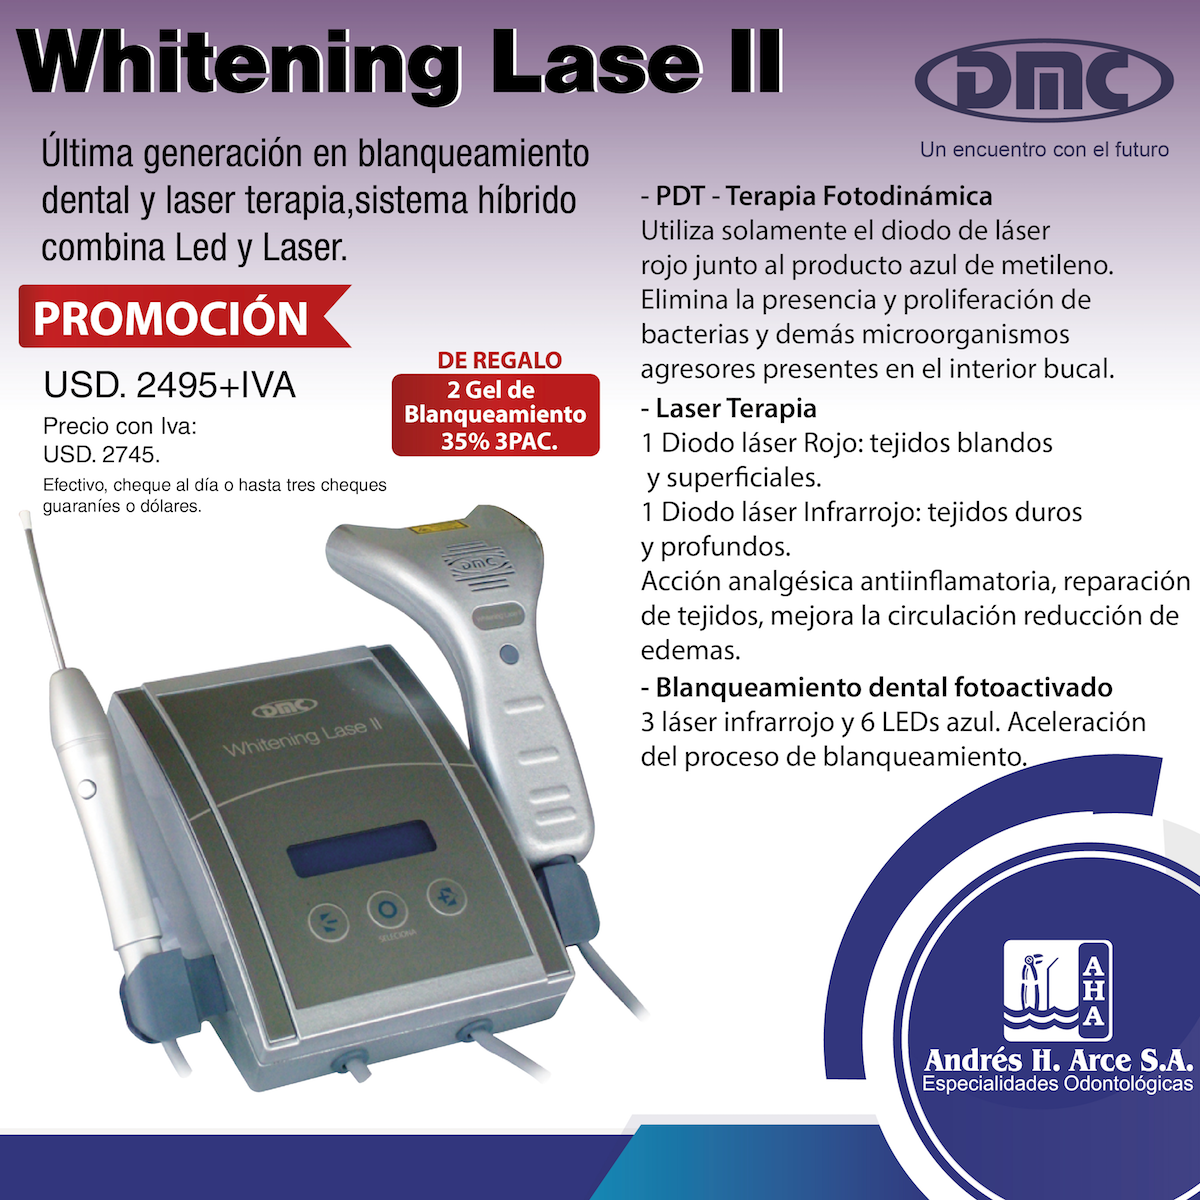 Whitening Lase II
DMC
Un encuentro con el futuro
Última generación en blanqueamiento
dental y laser terapia,sistema híbrido
combina Led y Laser.
PROMOCIÓN
USD. 2495+IVA
Precio con Iva:
USD. 2745.
Efectivo, cheque al día o hasta tres cheques
guaraníes o dólares.
DE REGALO
2 Gel de
Blanqueamiento
35% 3PAC.
- PDT - Terapia Fotodinámica
Utiliza solamente el diodo de láser
rojo junto al producto azul de metileno.
Elimina la presencia y proliferación de
bacterias y demás microorganismos
agresores presentes en el interior bucal.
- Laser Terapia
1 Diodo láser Rojo: tejidos blandos
y superficiales.
1 Diodo láser Infrarrojo: tejidos duros
y profundos.
Acción analgésica antiinflamatoria, reparación
de tejidos, mejora la circulación reducción de
edemas.
- Blanqueamiento dental fotoactivado
3 láser infrarrojo y 6 LEDs azul. Aceleración
del proceso de blanqueamiento.
DMC
Whitening Lase II
DMC
Whitening Lase II
SELECIONA
AHA
Andrés H. Arce S.A.
Especialidades Odontológicas